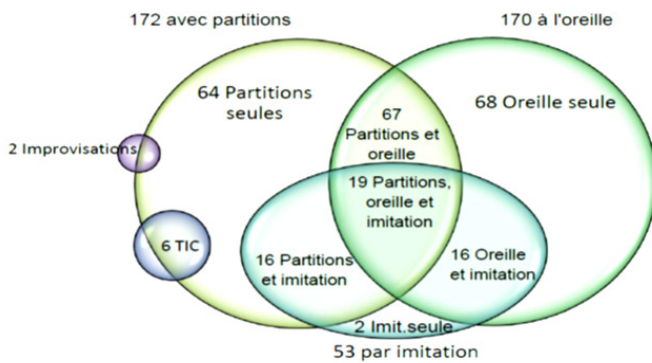 172 avec partitions
170 à l'oreille
64 Partitions
seules
67
Partitions et
oreille
68 Oreille seule
2 Improvisations
19 Partitions,
oreille et
imitation
6 TIC
16 Partitions
et imitation
16 Oreille
et imitation
2 Imit.seule
53 par imitation